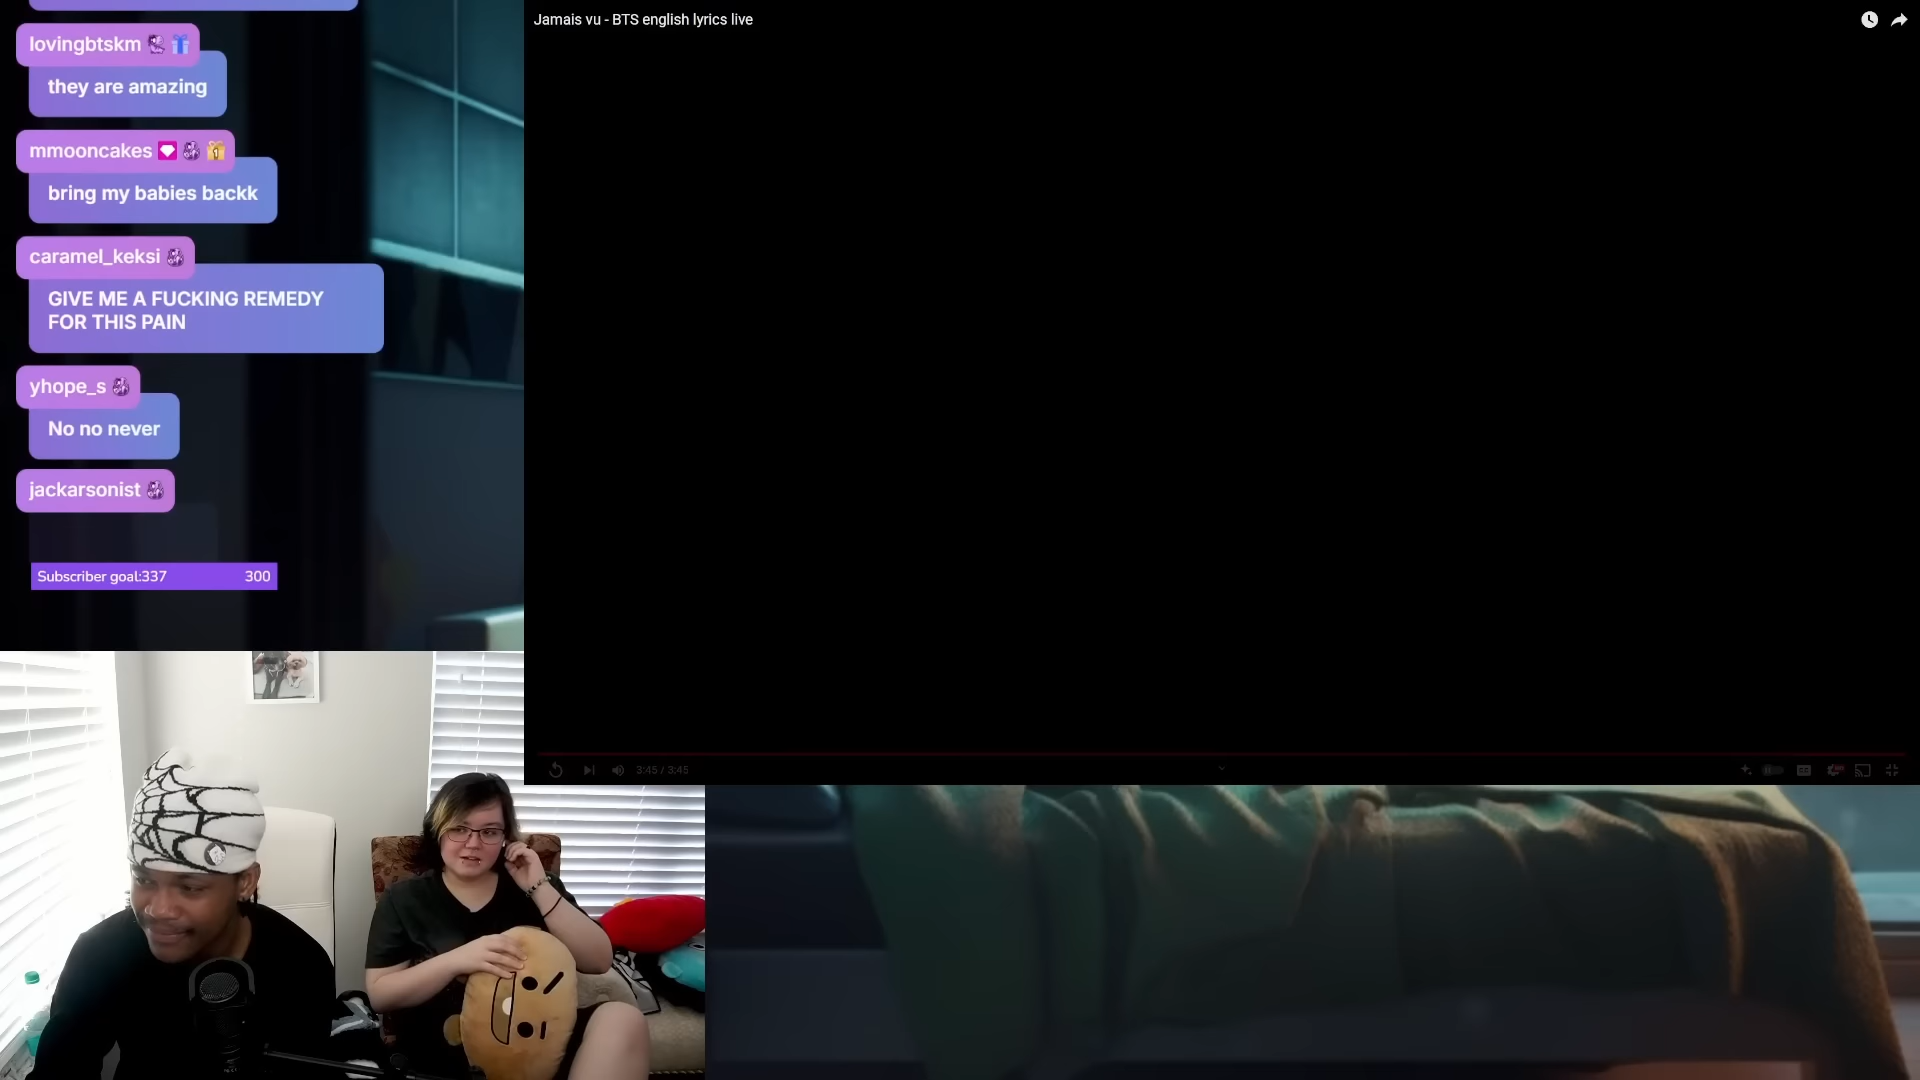 Jamais vu - BTS english lyrics live
lovingbtskm
they are amazing
mmooncakes
bring my babies backk
caramel_keksi
GIVE ME A FUCKING REMEDY
FOR THIS PAIN
yhope_s
No no never
jackarsonist
Subscriber goal:337 300
3:45 / 3:45